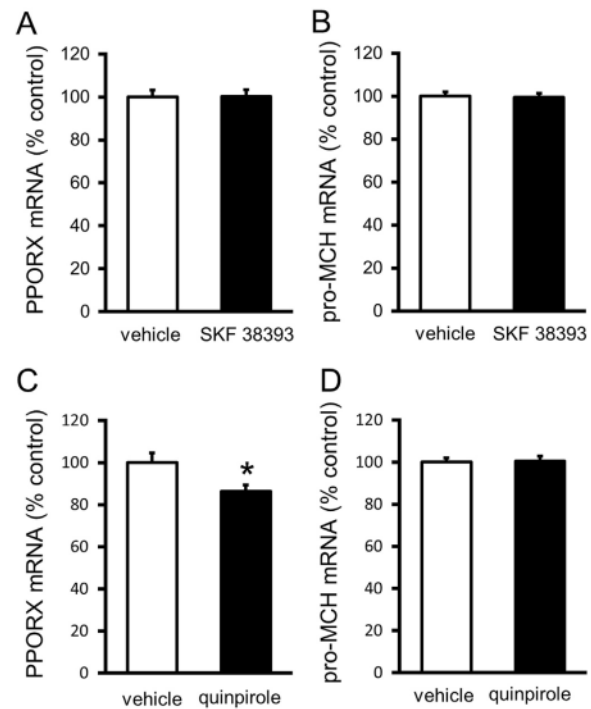 A
PPORX mRNA (% control)
120
100
80
60
40
20
0
vehicle SKF 38393
B
pro-MCH mRNA (% control)
120
100
80
60
40
20
0
vehicle SKF 38393
C
PPORX mRNA (% control)
120
100
80
60
40
20
0
*
vehicle quinpirole
D
pro-MCH mRNA (% control)
120
100
80
60
40
20
0
vehicle quinpirole